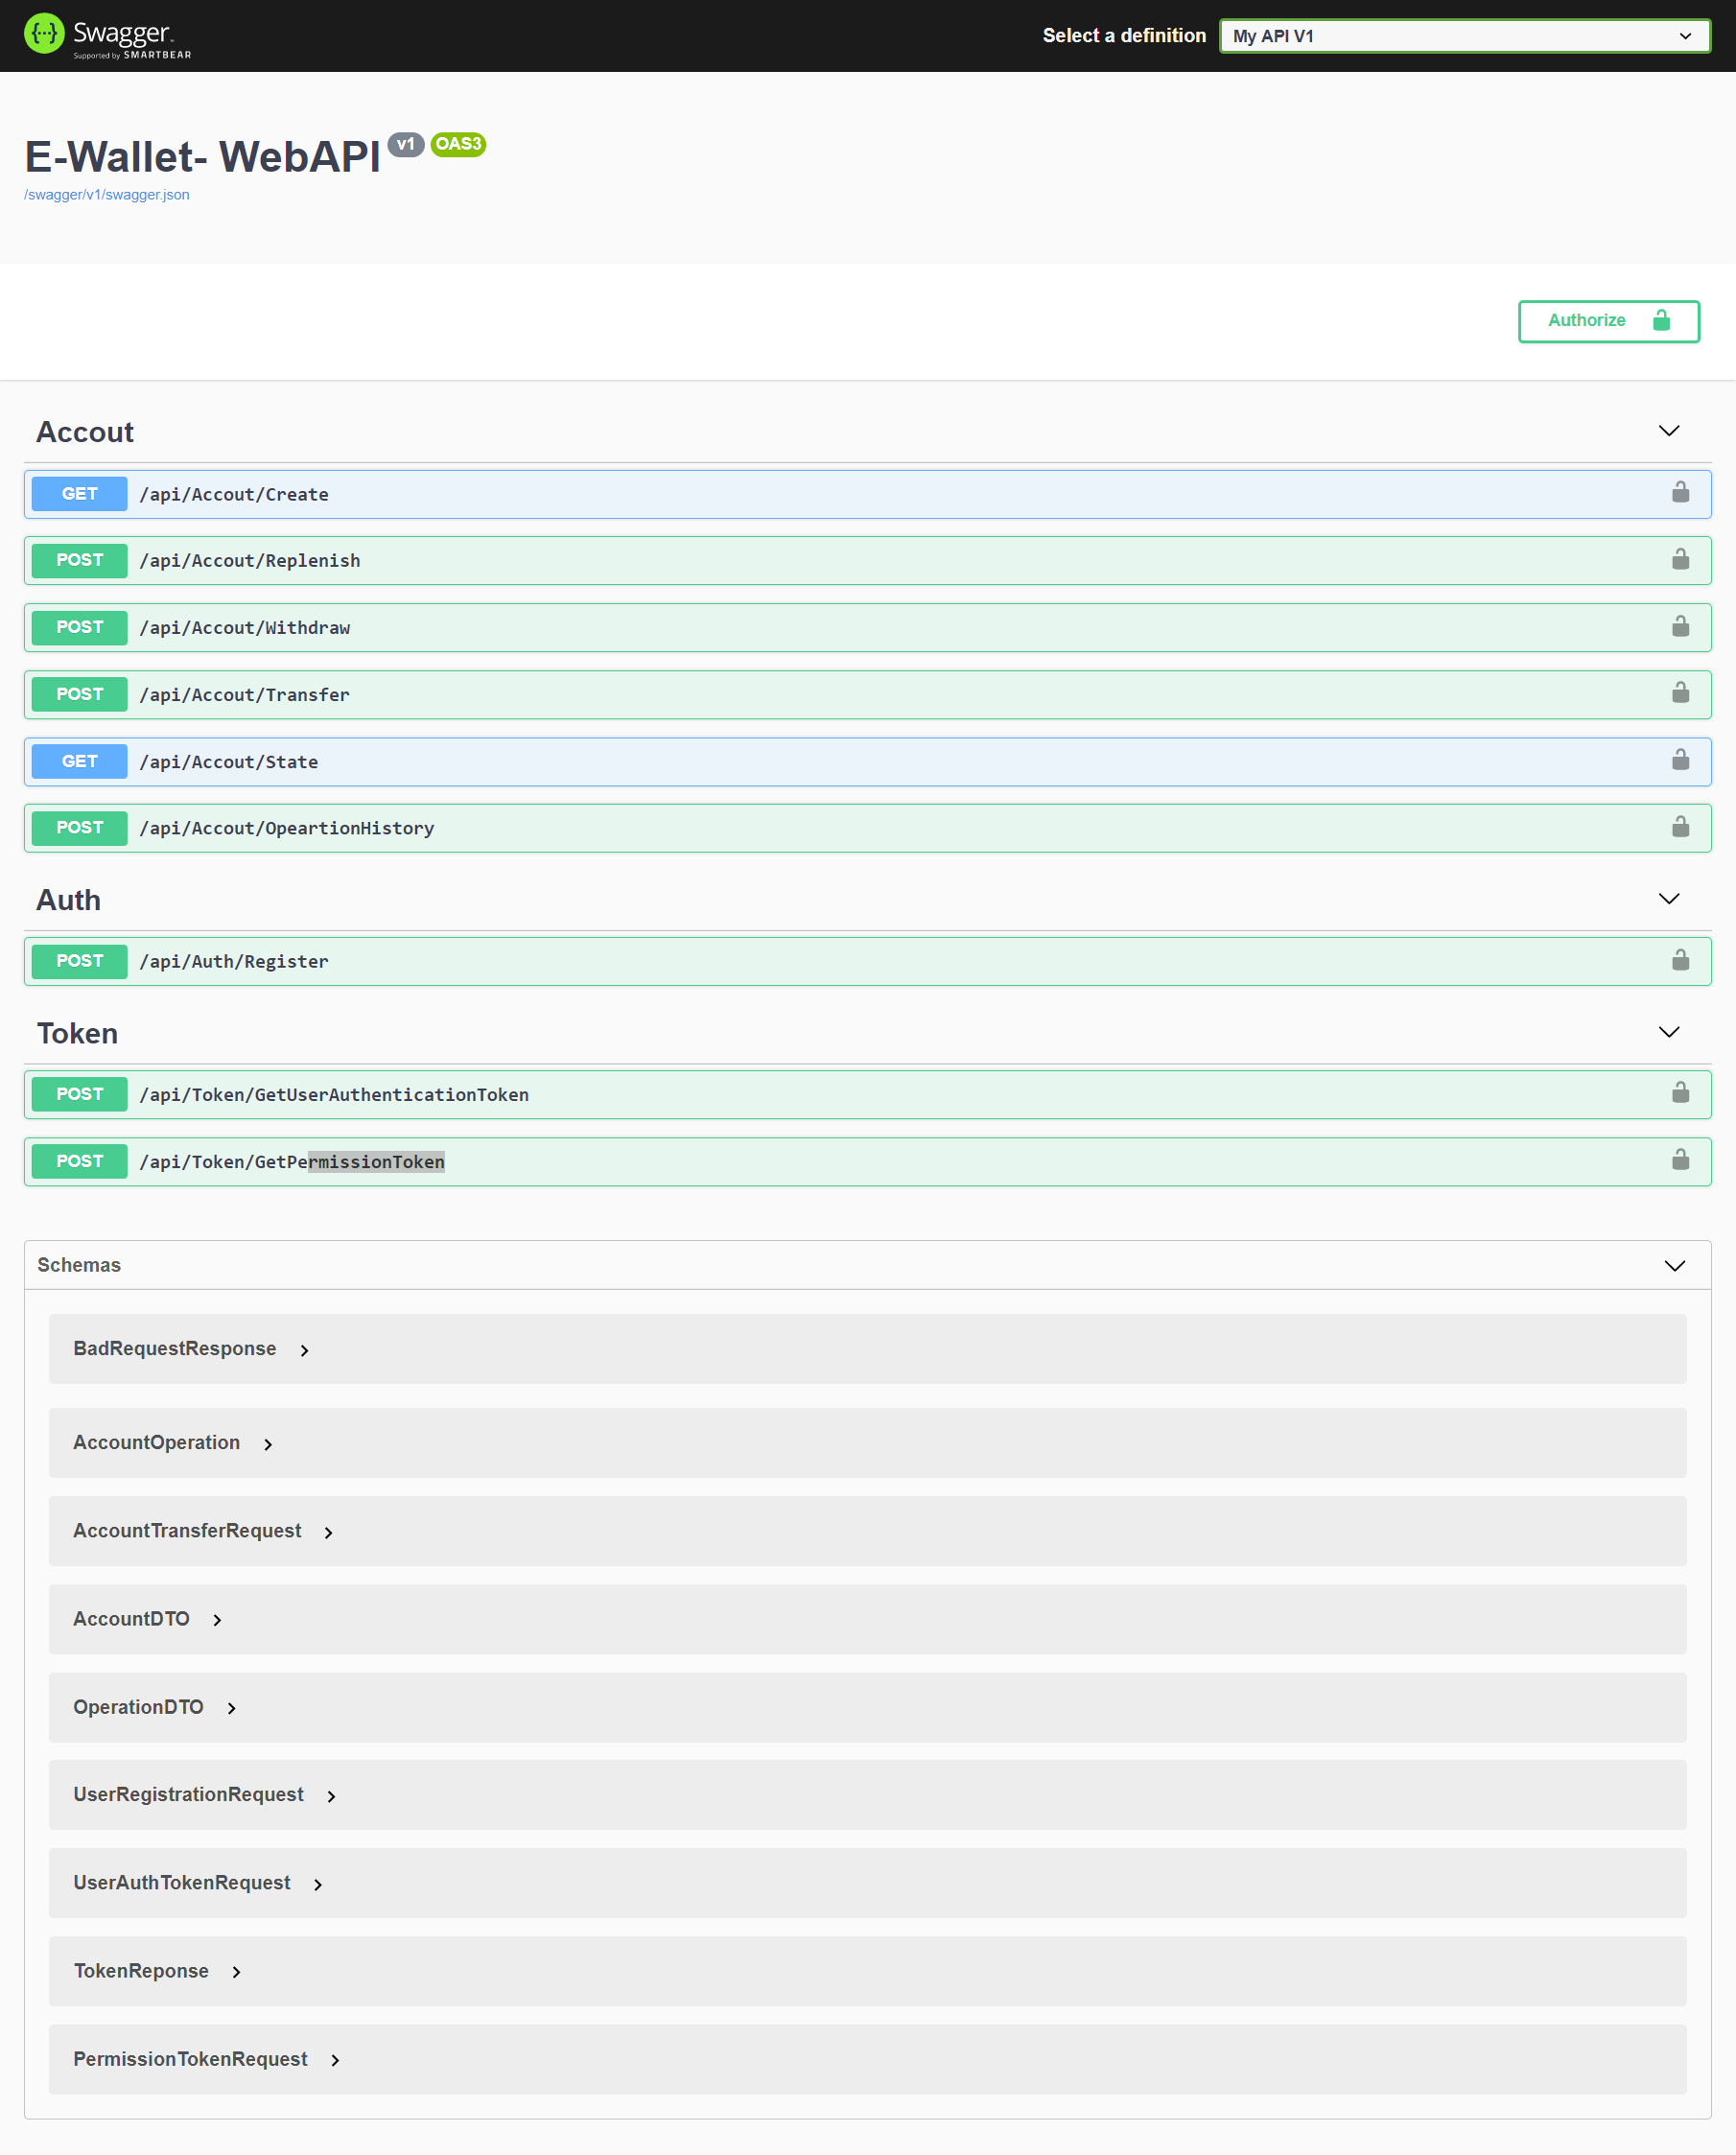 Swagger
Supported by SMARTBEAR
Select a definition
My API V1
E-Wallet- WebAPI v1 OAS3
/swagger/v1/swagger.json
Authorize
Accout
GET /api/Accout/Create
POST /api/Accout/Replenish
POST /api/Accout/Withdraw
POST /api/Accout/Transfer
GET /api/Accout/State
POST /api/Accout/OpeartionHistory
Auth
POST /api/Auth/Register
Token
POST /api/Token/GetUserAuthenticationToken
POST /api/Token/GetPermissionToken
Schemas
BadRequestResponse
AccountOperation
AccountTransferRequest
AccountDTO
OperationDTO
UserRegistrationRequest
UserAuthTokenRequest
TokenReponse
PermissionTokenRequest